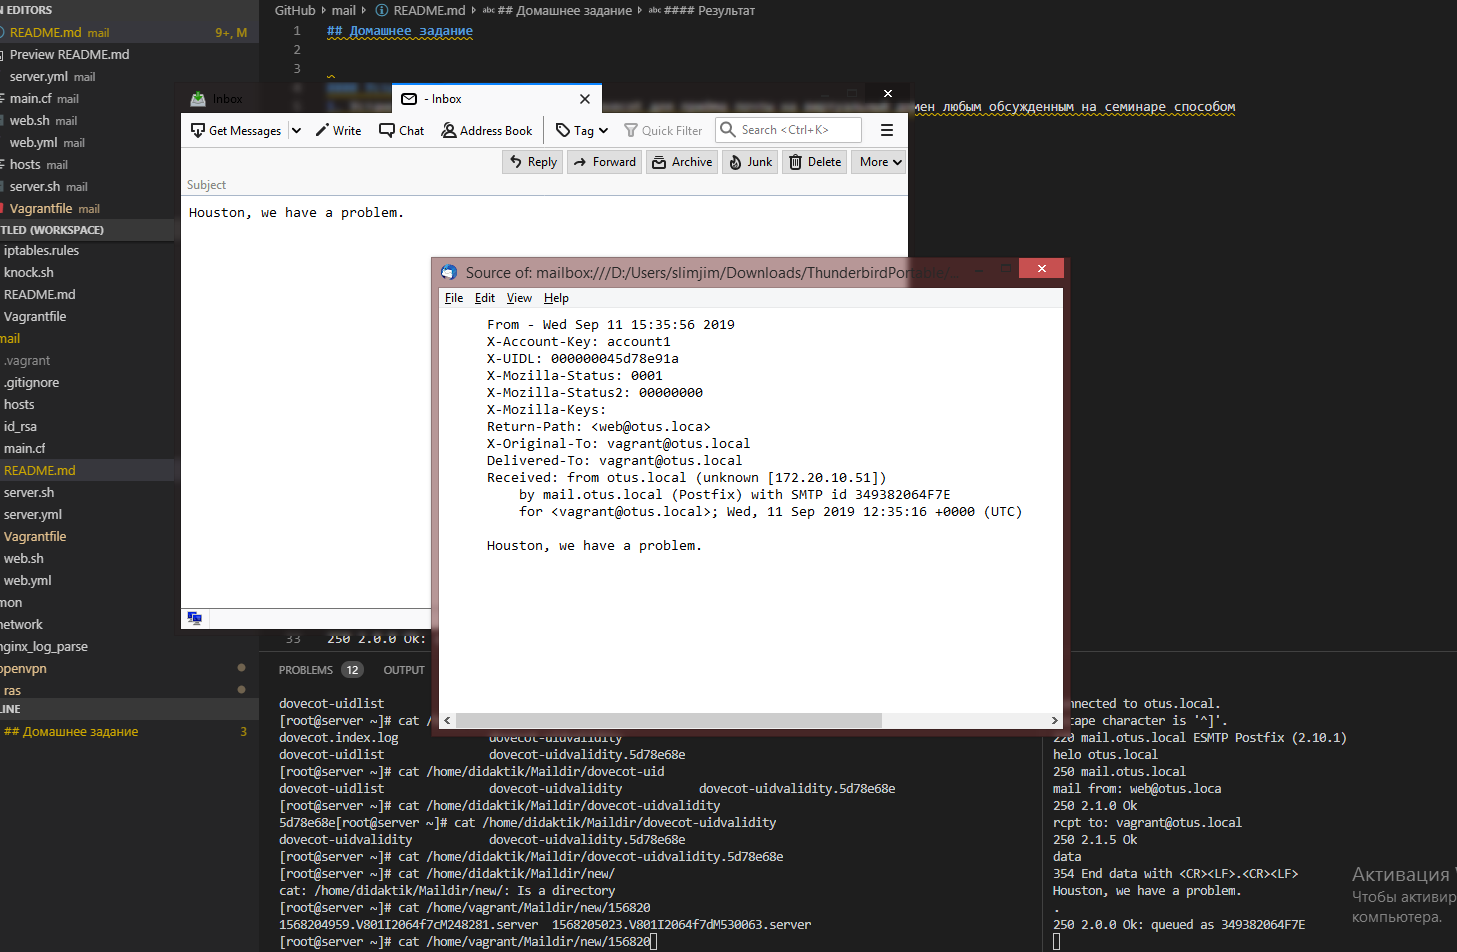 N EDITORS
README.md mail 9+, M
Preview README.md
server.yml mail
main.cf mail
web.sh mail
web.yml mail
hosts mail
server.sh mail
Vagrantfile mail
TLED (WORKSPACE)
iptables.rules
knock.sh
README.md
Vagrantfile
mail
.vagrant
.gitignore
hosts
id_rsa
main.cf
README.md
server.sh
server.yml
Vagrantfile
web.sh
web.yml
mon
network
nginx_log_parse
openvpn
ras
LINE
## Домашнее задание 3
GitHub › mail › README.md › abc ## Домашнее задание › abc #### Результат
1 ## Домашнее задание
2
3
мен любым обсужденным на семинаре способом
Inbox
- Inbox
Get Messages Write Chat Address Book Tag Quick Filter Search <Ctrl+K>
Reply Forward Archive Junk Delete More
Subject
Houston, we have a problem.
Source of: mailbox:///D:/Users/slimjim/Downloads/ThunderbirdPortable/...
File Edit View Help
From - Wed Sep 11 15:35:56 2019
X-Account-Key: account1
X-UIDL: 000000045d78e91a
X-Mozilla-Status: 0001
X-Mozilla-Status2: 00000000
X-Mozilla-Keys:
Return-Path: <web@otus.loca>
X-Original-To: vagrant@otus.local
Delivered-To: vagrant@otus.local
Received: from otus.local (unknown [172.20.10.51])
by mail.otus.local (Postfix) with SMTP id 349382064F7E
for <vagrant@otus.local>; Wed, 11 Sep 2019 12:35:16 +0000 (UTC)
Houston, we have a problem.
33 250 2.0.0 Ok:
PROBLEMS 12 OUTPUT
dovecot-uidlist
[root@server ~]# cat /
dovecot.index.log dovecot-uidvalidity
dovecot-uidlist dovecot-uidvalidity.5d78e68e
[root@server ~]# cat /home/didaktik/Maildir/dovecot-uid
dovecot-uidlist dovecot-uidvalidity dovecot-uidvalidity.5d78e68e
[root@server ~]# cat /home/didaktik/Maildir/dovecot-uidvalidity
5d78e68e[root@server ~]# cat /home/didaktik/Maildir/dovecot-uidvalidity
dovecot-uidvalidity dovecot-uidvalidity.5d78e68e
[root@server ~]# cat /home/didaktik/Maildir/dovecot-uidvalidity.5d78e68e
[root@server ~]# cat /home/didaktik/Maildir/new/
cat: /home/didaktik/Maildir/new/: Is a directory
[root@server ~]# cat /home/vagrant/Maildir/new/156820
1568204959.V801I2064f7cM248281.server 1568205023.V801I2064f7dM530063.server
[root@server ~]# cat /home/vagrant/Maildir/new/156820
nnected to otus.local.
cape character is '^]'.
220 mail.otus.local ESMTP Postfix (2.10.1)
helo otus.local
250 mail.otus.local
mail from: web@otus.loca
250 2.1.0 Ok
rcpt to: vagrant@otus.local
250 2.1.5 Ok
data
354 End data with <CR><LF>.<CR><LF>
Houston, we have a problem.
.
250 2.0.0 Ok: queued as 349382064F7E
Активация
Чтобы активир
компьютера.